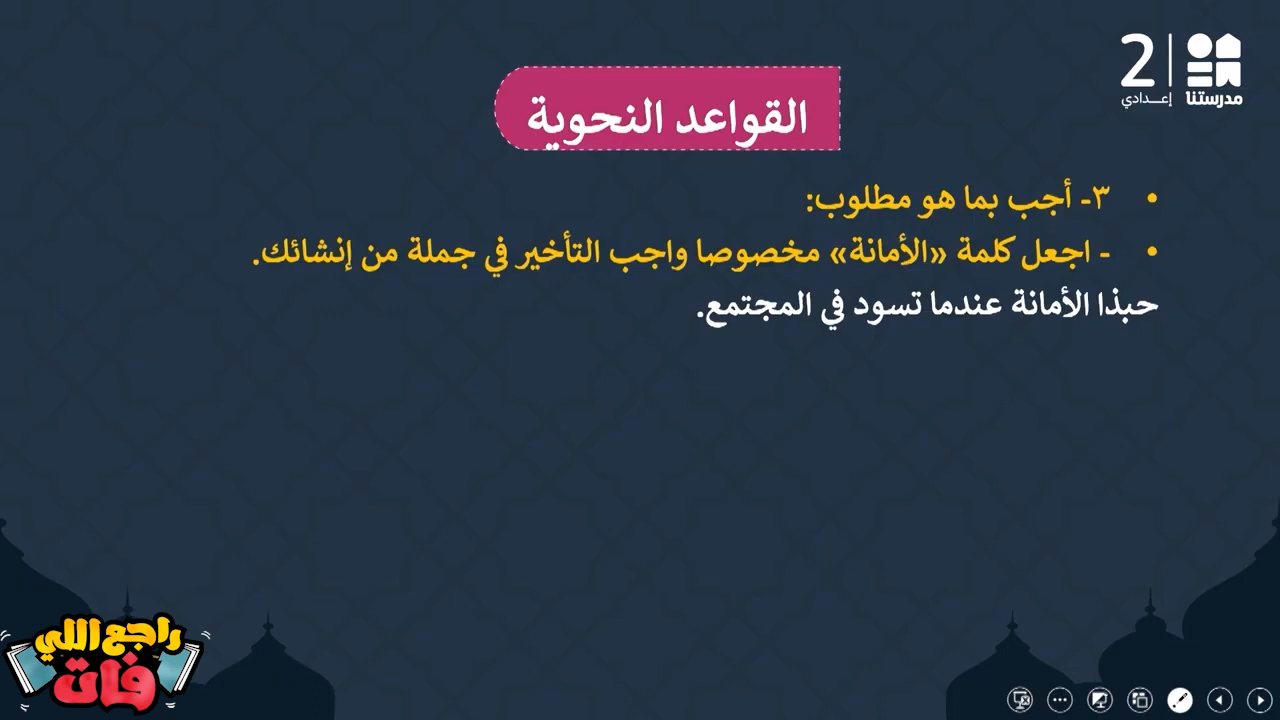 مدرستنا
2
إعدادي
القواعد النحوية
• ٣- أجب بما هو مطلوب:
• - اجعل كلمة «الأمانة» مخصوصا واجب التأخير في جملة من إنشائك.
حبذا الأمانة عندما تسود في المجتمع.
راجع اللي
فات